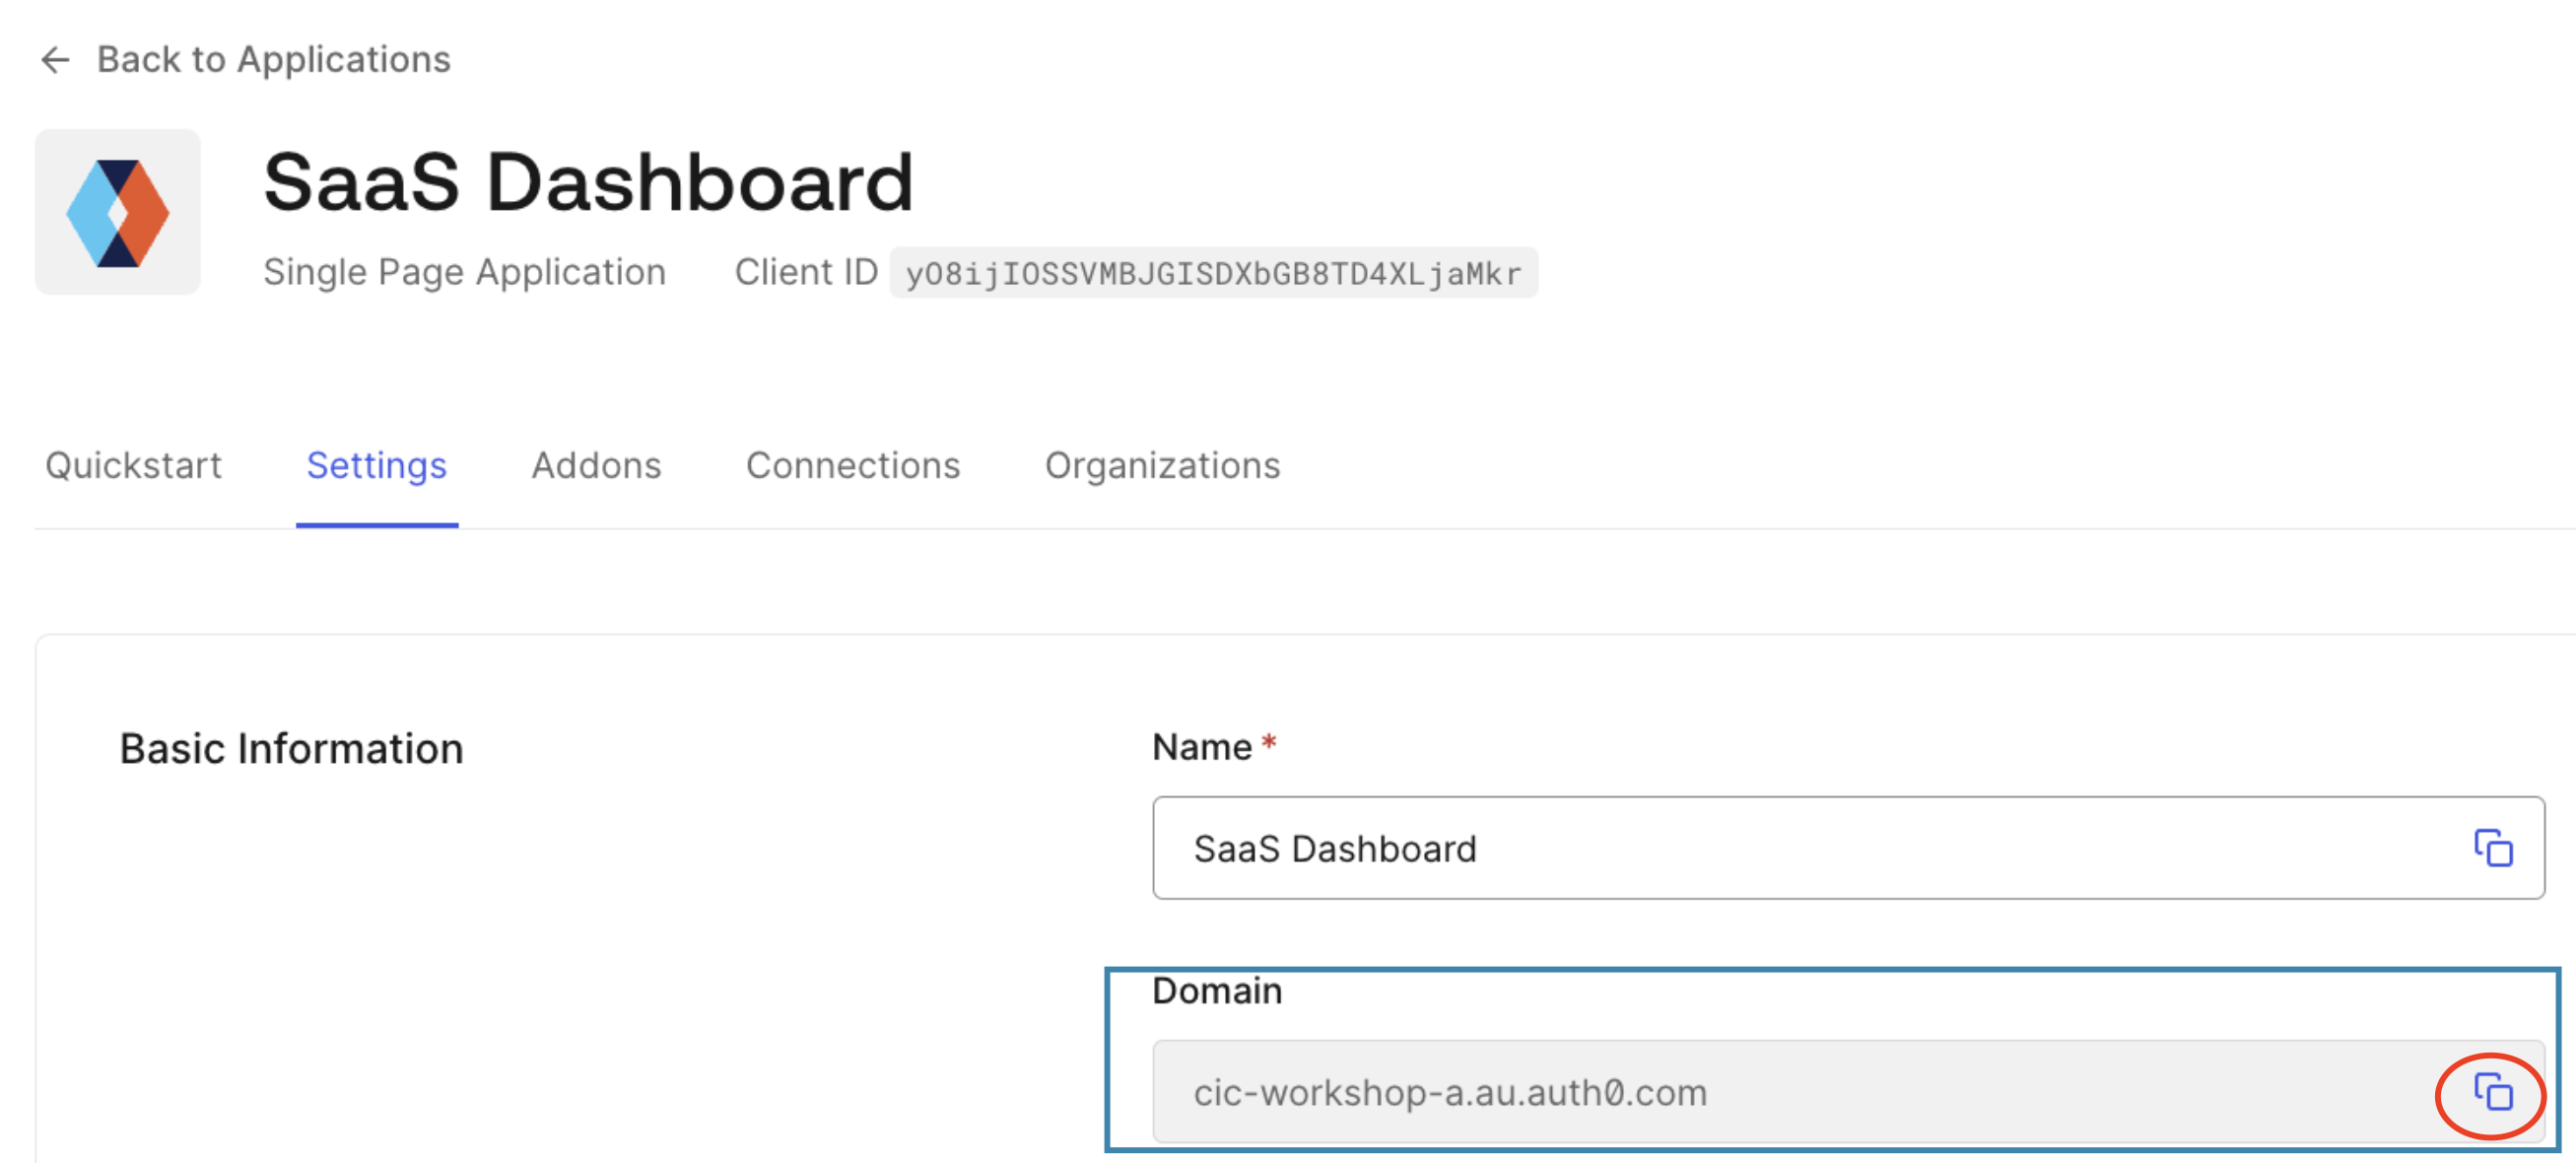 Back to Applications
SaaS Dashboard
Single Page Application Client ID yO8ijIOSSVMBJGISDXbGB8TD4XLjaMkr
Quickstart Settings Addons Connections Organizations
Basic Information
Name *
SaaS Dashboard
Domain
cic-workshop-a.au.auth0.com